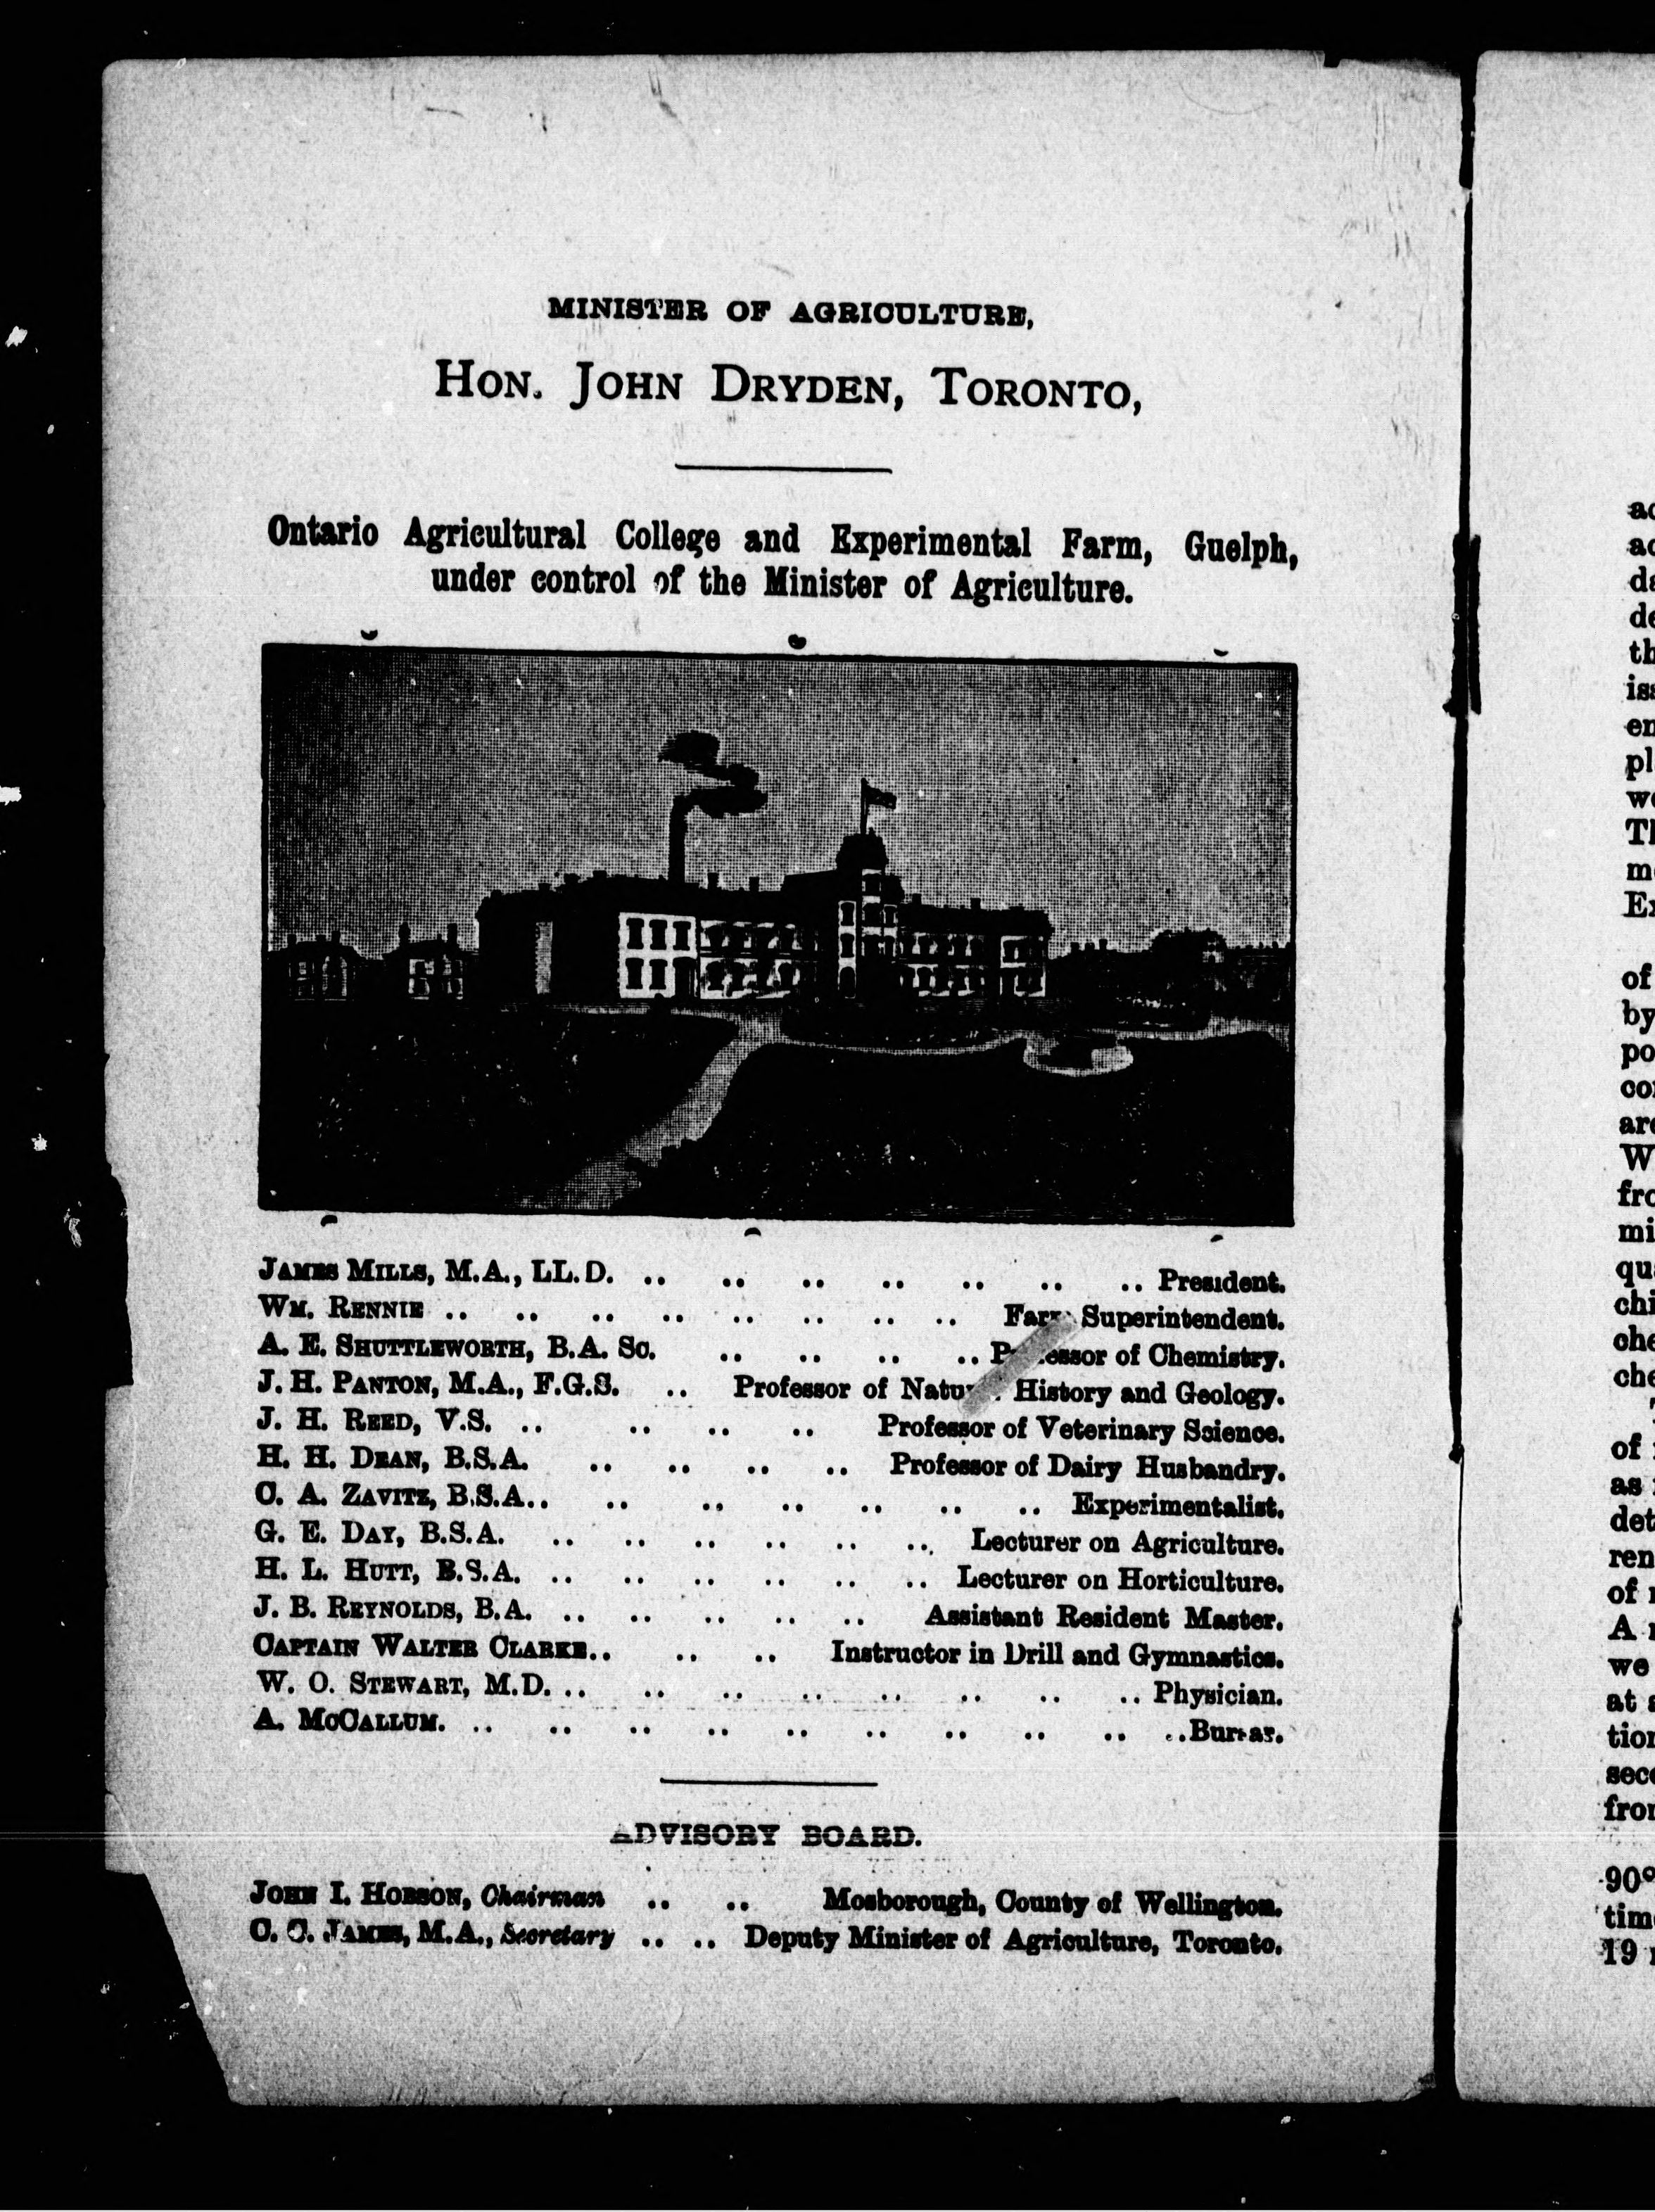 MINISTER OF AGRICULTURE,
HON. JOHN DRYDEN, TORONTO,
Ontario Agricultural College and Experimental Farm, Guelph,
under control of the Minister of Agriculture.
JAMES MILLS, M.A., LL.D. .. .. .. .. .. .. .. President.
WM. RENNIE .. .. .. .. .. .. .. .. Farm Superintendent.
A. E. SHUTTLEWORTH, B.A. Sc. .. .. .. .. Professor of Chemistry.
J. H. PANTON, M.A., F.G.S. .. Professor of Natural History and Geology.
J. H. REED, V.S. .. .. .. .. Professor of Veterinary Science.
H. H. DEAN, B.S.A. .. .. .. .. Professor of Dairy Husbandry.
C. A. ZAVITZ, B.S.A. .. .. .. .. .. .. Experimentalist.
G. E. DAY, B.S.A. .. .. .. .. .. .. Lecturer on Agriculture.
H. L. HUTT, B.S.A. .. .. .. .. .. .. Lecturer on Horticulture.
J. B. REYNOLDS, B.A. .. .. .. .. .. Assistant Resident Master.
CAPTAIN WALTER CLARKE .. .. .. Instructor in Drill and Gymnastics.
W. O. STEWART, M.D. .. .. .. .. .. .. .. .. Physician.
A. McCALLUM. .. .. .. .. .. .. .. .. .. .. Bursar.
ADVISORY BOARD.
JOHN I. HOBSON, Chairman .. .. Mosborough, County of Wellington.
C. C. JAMES, M.A., Secretary .. .. Deputy Minister of Agriculture, Toronto.